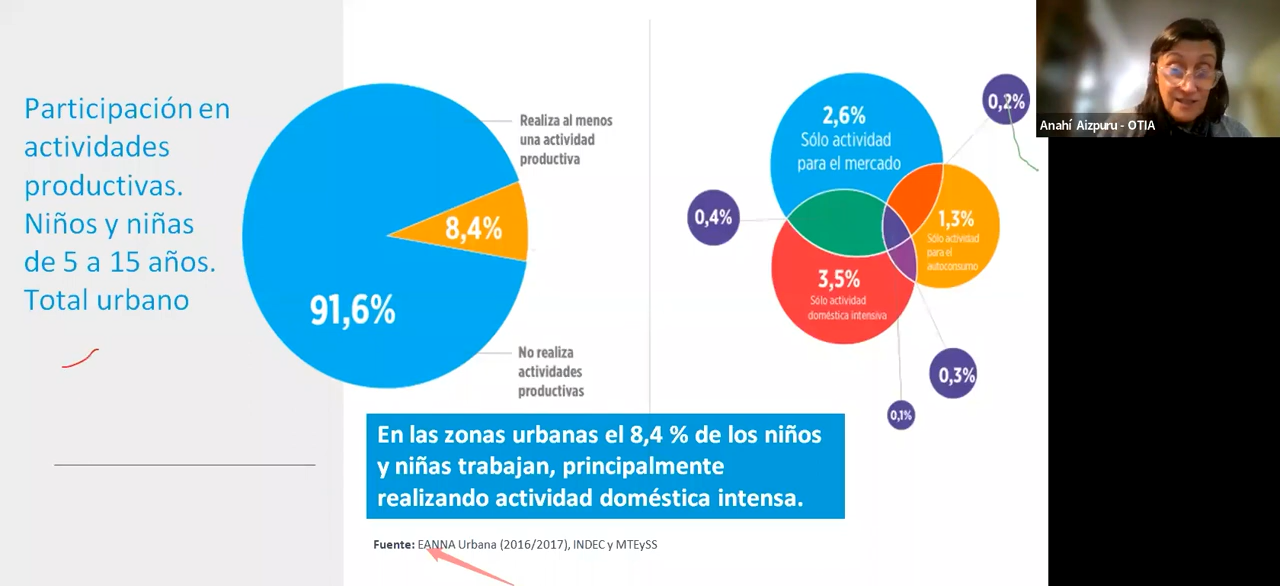 Participación en
actividades
productivas.
Niños y niñas
de 5 a 15 años.
Total urbano
Realiza al menos
una actividad
productiva
8,4%
91,6%
No realiza
actividades
productivas
2,6%
Sólo actividad
para el mercado
0,2%
0,4%
1,3%
Sólo actividad
para el
autoconsumo
3,5%
Sólo actividad
doméstica intensiva
0,3%
0,1%
En las zonas urbanas el 8,4 % de los niños
y niñas trabajan, principalmente
realizando actividad doméstica intensa.
Fuente: EANNA Urbana (2016/2017), INDEC y MTEySS
Anahí Aizpuru - OTIA